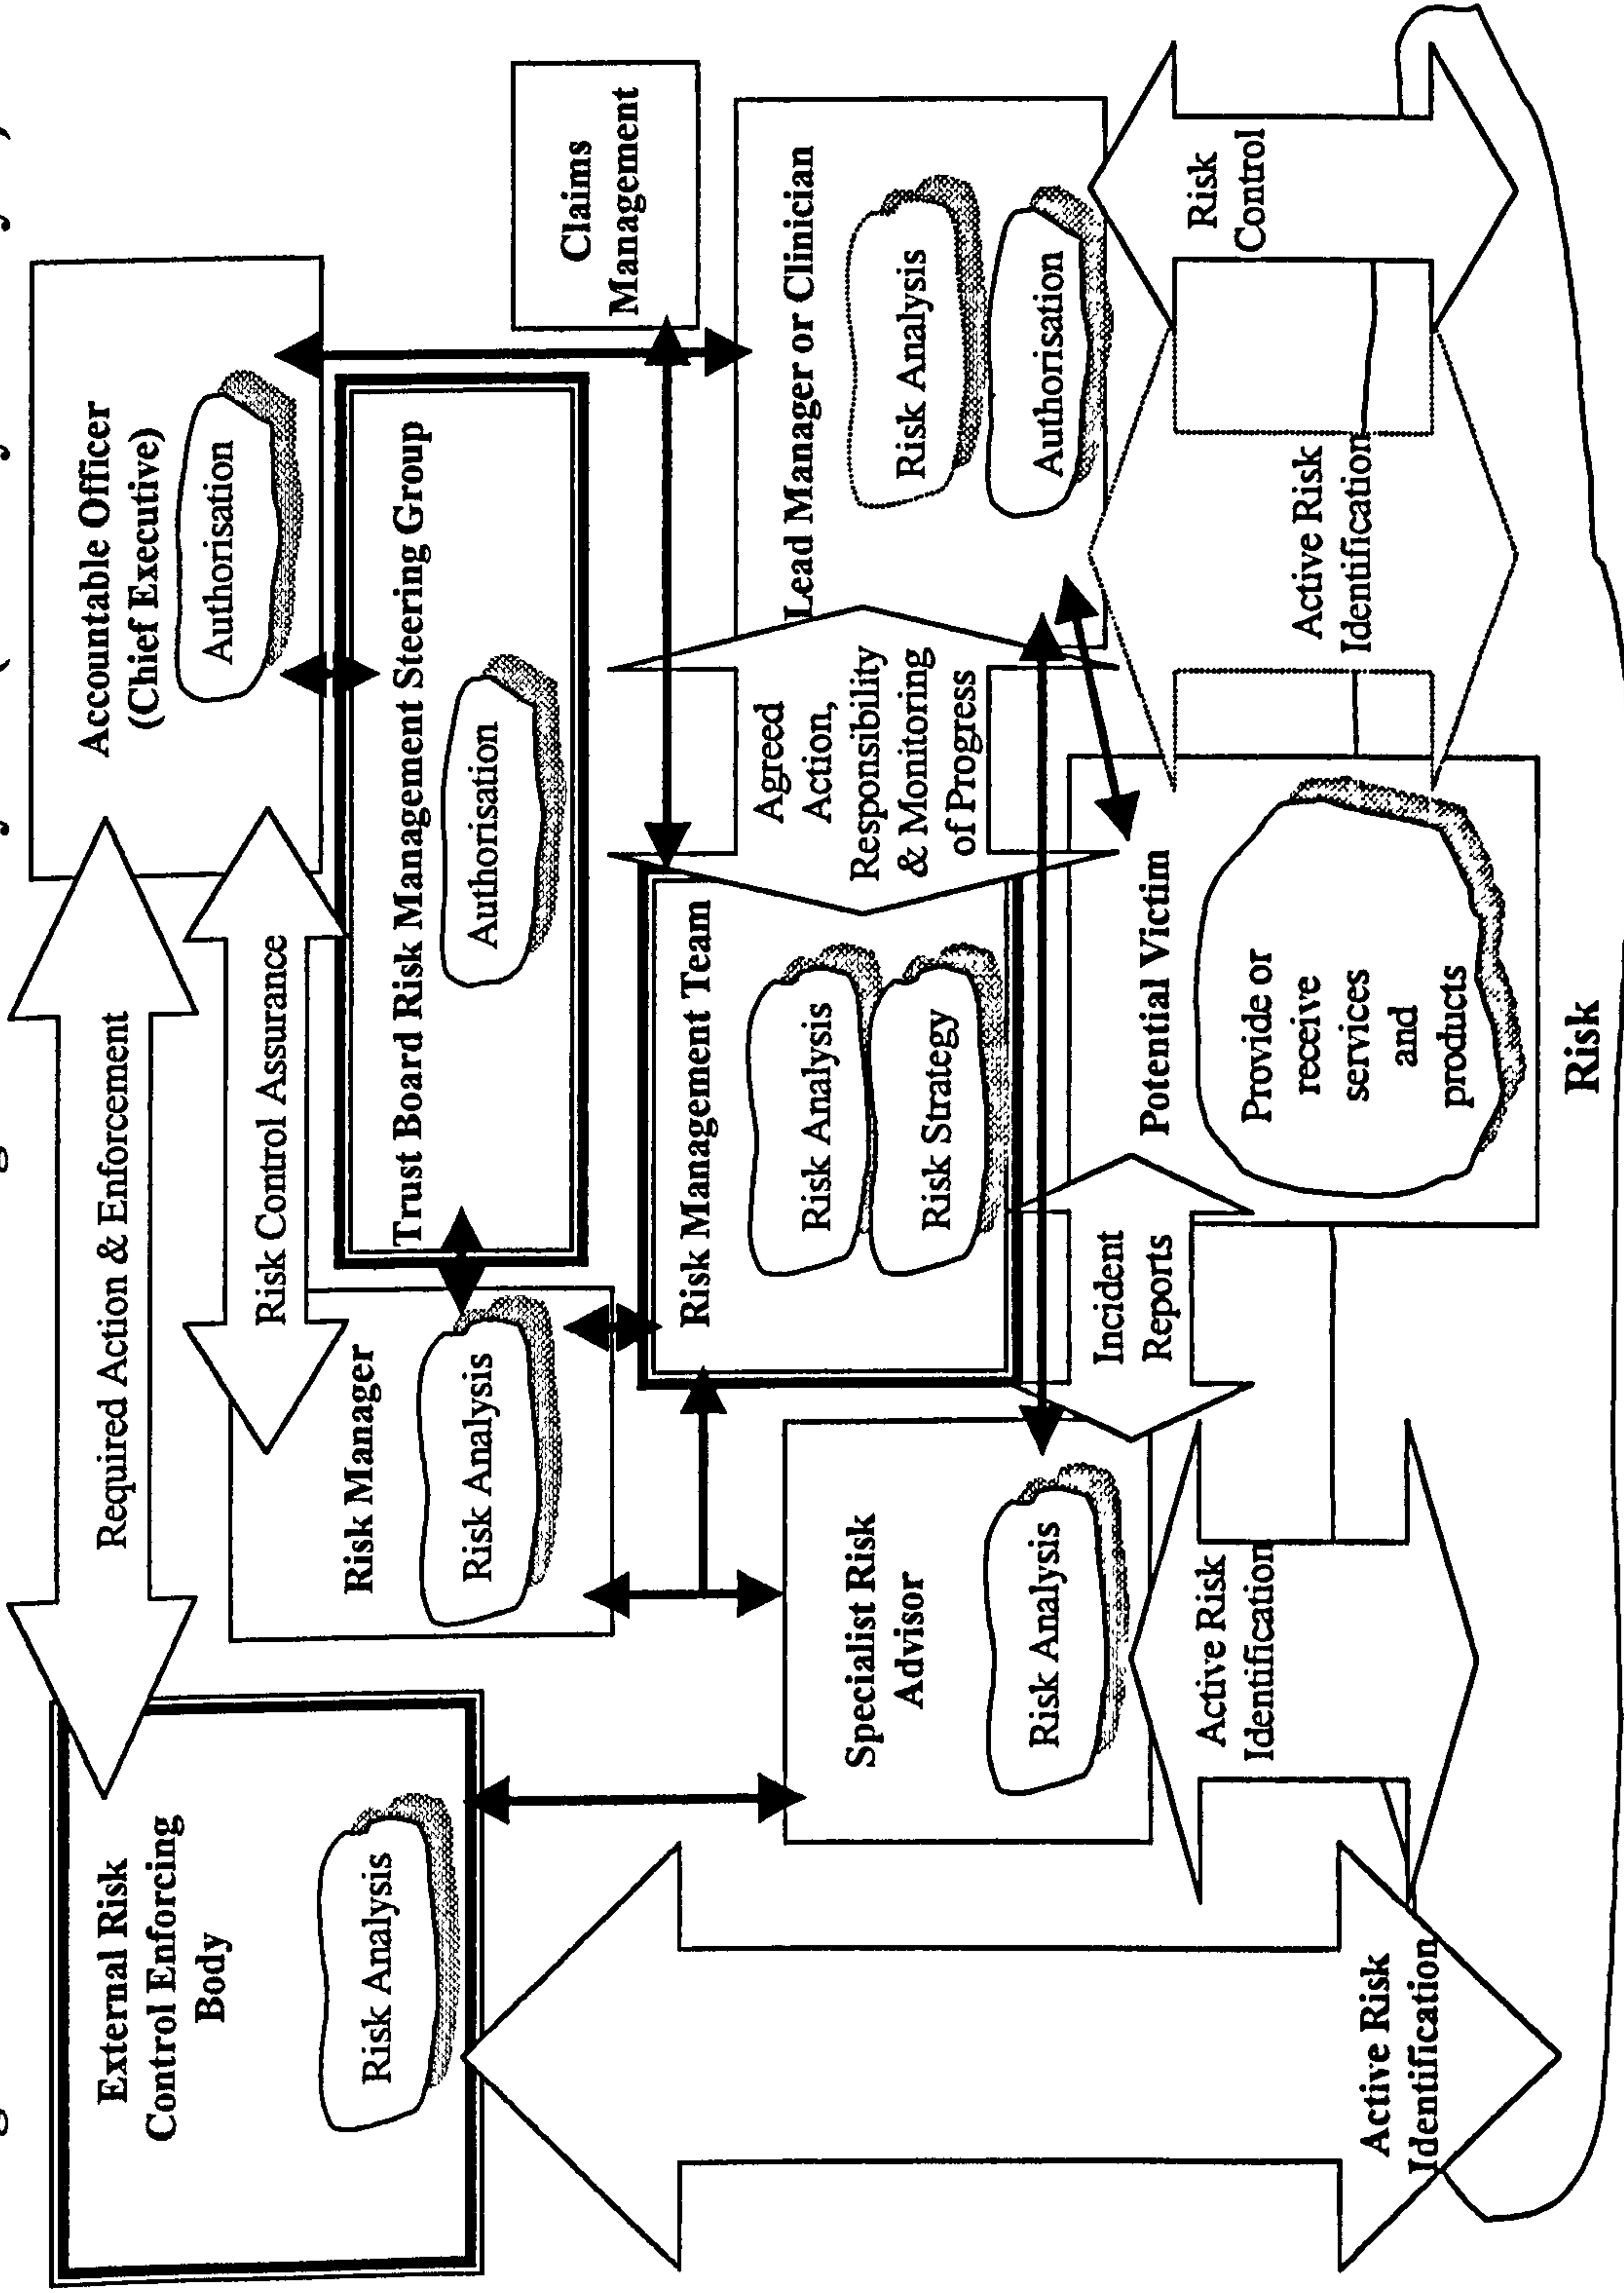 External Risk
Control Enforcing
Body
Risk Analysis
Required Action & Enforcement
Risk Control Assurance
Accountable Officer
(Chief Executive)
Authorisation
Risk Manager
Risk Analysis
Trust Board Risk Management Steering Group
Authorisation
Claims
Management
Risk Management Team
Risk Analysis
Risk Strategy
Agreed
Action,
Responsibility
& Monitoring
of Progress
Lead Manager or Clinician
Risk Analysis
Authorisation
Specialist Risk
Advisor
Risk Analysis
Incident
Reports
Potential Victim
Provide or
receive
services
and
products
Active Risk
Identification
Active Risk
Identification
Active Risk
Identification
Risk
Control
Risk